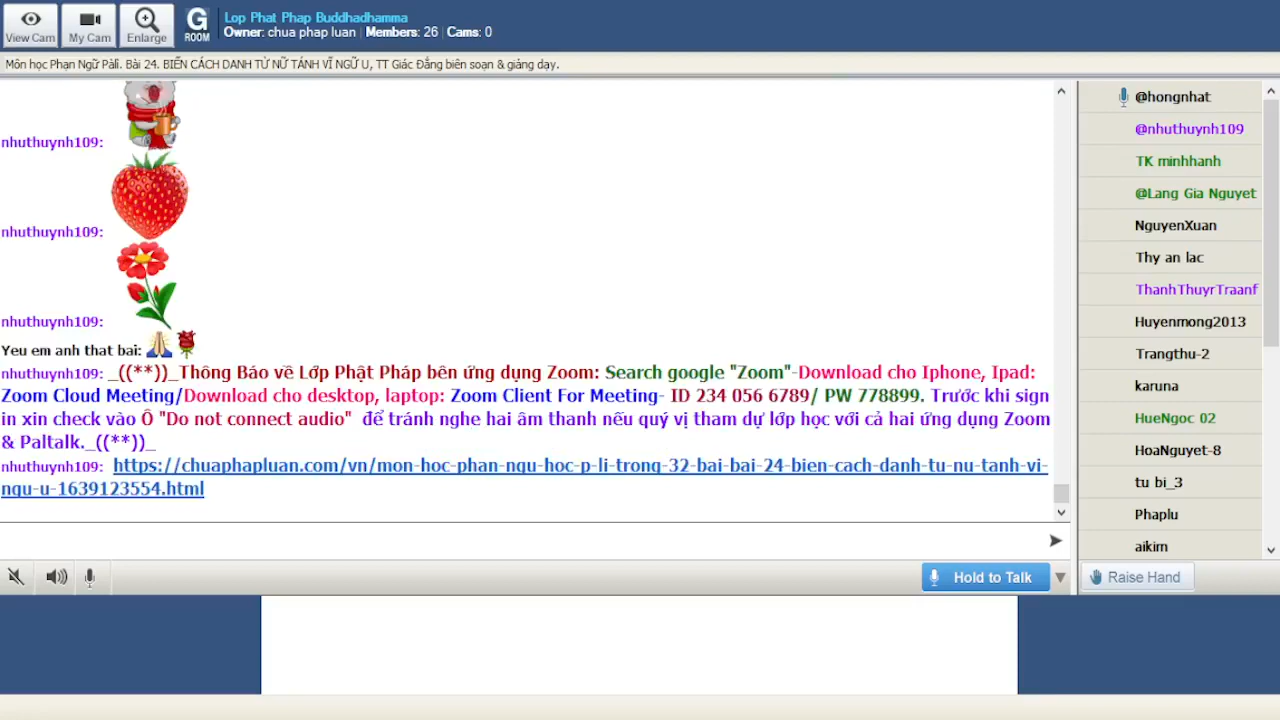 View Cam
My Cam
Enlarge
G
ROOM
Lop Phat Phap Buddhadhamma
Owner: chua phap luan | Members: 26 | Cams: 0
Môn học Phạn Ngữ Pāli. Bài 24. BIẾN CÁCH DANH TỪ NỮ TÁNH VĨ NGỮ U, TT Giác Đẳng biên soạn & giảng dạy.
nhuthuynh109:
nhuthuynh109:
nhuthuynh109:
Yeu em anh that bai:
nhuthuynh109: _((**))_Thông Báo về Lớp Phật Pháp bên ứng dụng Zoom: Search google "Zoom"-Download cho Iphone, Ipad:
Zoom Cloud Meeting/Download cho desktop, laptop: Zoom Client For Meeting- ID 234 056 6789/ PW 778899. Trước khi sign
in xin check vào Ô "Do not connect audio" để tránh nghe hai âm thanh nếu quý vị tham dự lớp học với cả hai ứng dụng Zoom
& Paltalk._((**))_
nhuthuynh109: https://chuaphapluan.com/vn/mon-hoc-phan-ngu-hoc-p-li-trong-32-bai-bai-24-bien-cach-danh-tu-nu-tanh-vi-
ngu-u-1639123554.html
Hold to Talk
@hongnhat
@nhuthuynh109
TK minhhanh
@Lang Gia Nguyet
NguyenXuan
Thy an lac
ThanhThuyrTraanf
Huyenmong2013
Trangthu-2
karuna
HueNgoc 02
HoaNguyet-8
tu bi_3
Phaplu
aikim
Raise Hand